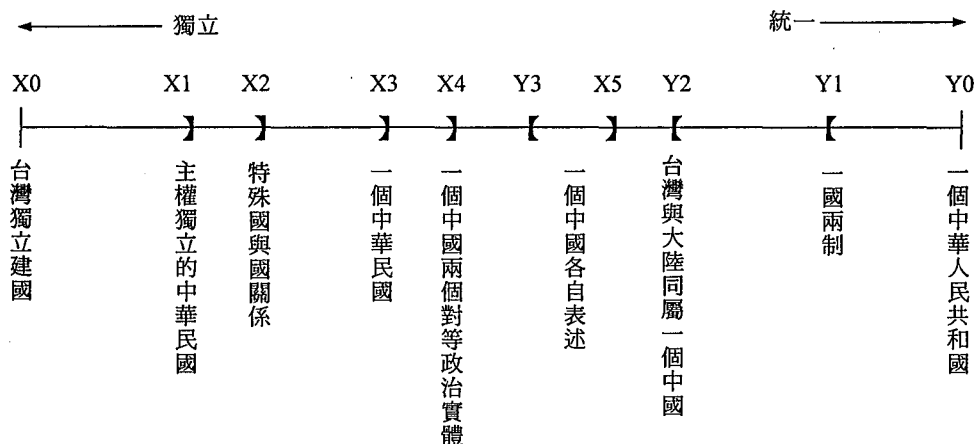 獨立
統一
X0 X1 X2 X3 X4 Y3 X5 Y2 Y1 Y0
台灣獨立建國
主權獨立的中華民國
特殊國與國關係
一個中華民國
一個中國兩個對等政治實體
一個中國各自表述
台灣與大陸同屬一個中國
一國兩制
一個中華人民共和國